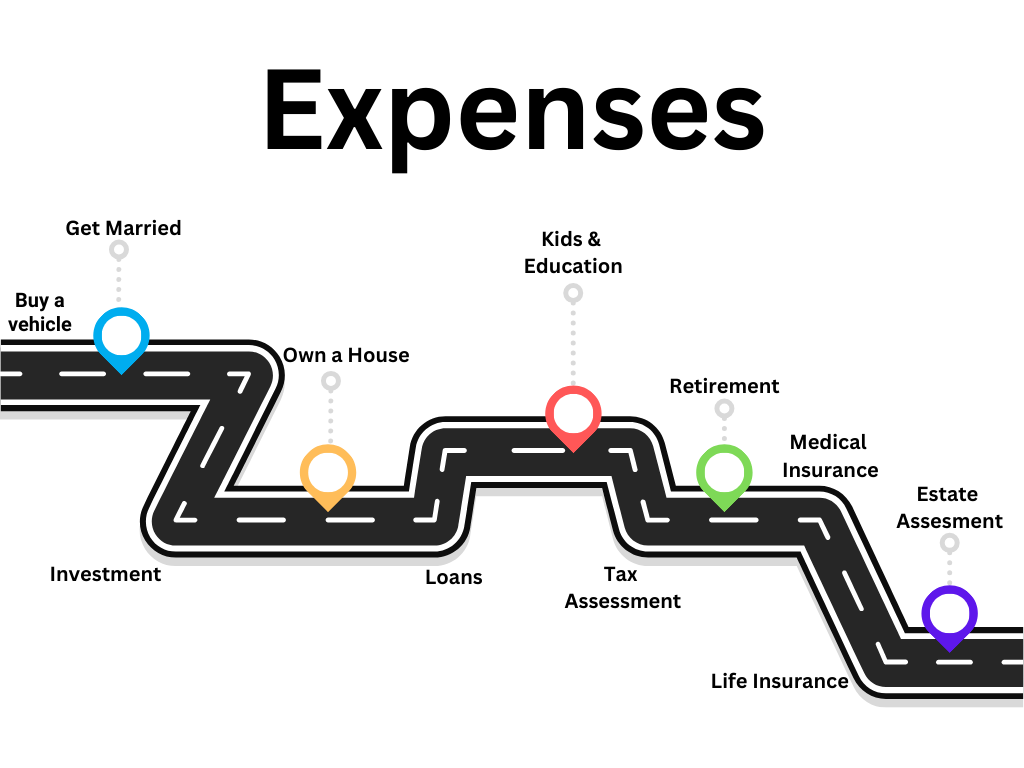 Expenses
Get Married
Buy a
vehicle
Own a House
Kids &
Education
Retirement
Medical
Insurance
Estate
Assesment
Investment
Loans
Tax
Assessment
Life Insurance